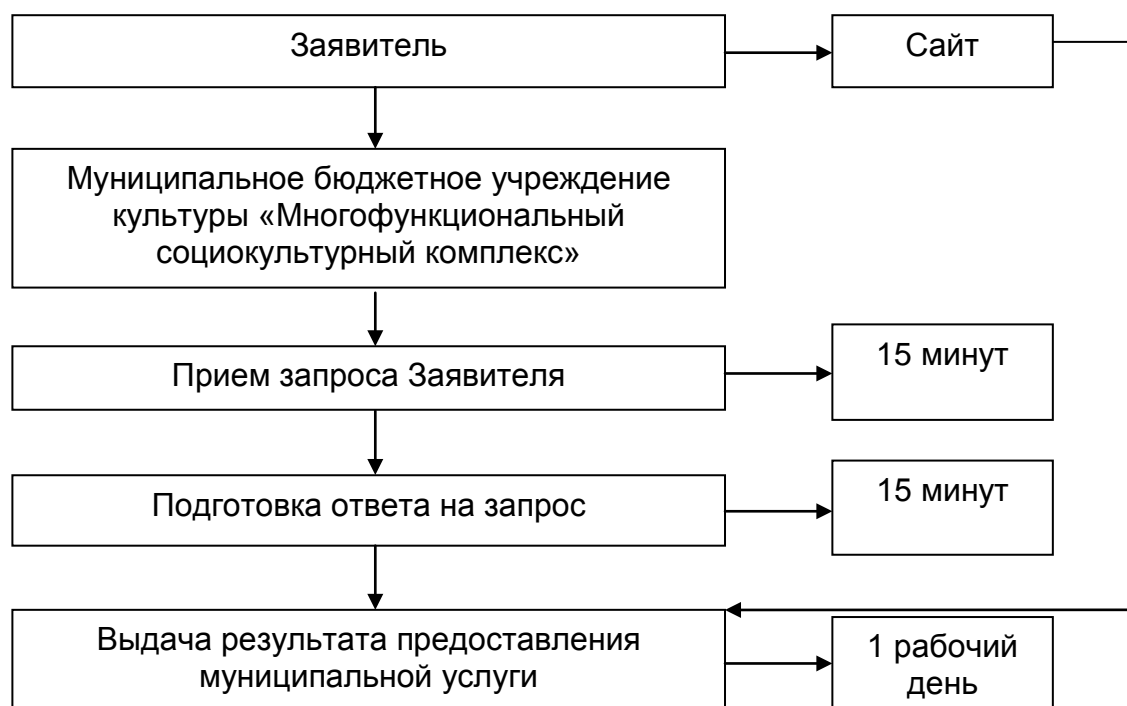 Заявитель
Сайт
Муниципальное бюджетное учреждение
культуры «Многофункциональный
социокультурный комплекс»
Прием запроса Заявителя
15 минут
Подготовка ответа на запрос
15 минут
Выдача результата предоставления
муниципальной услуги
1 рабочий
день